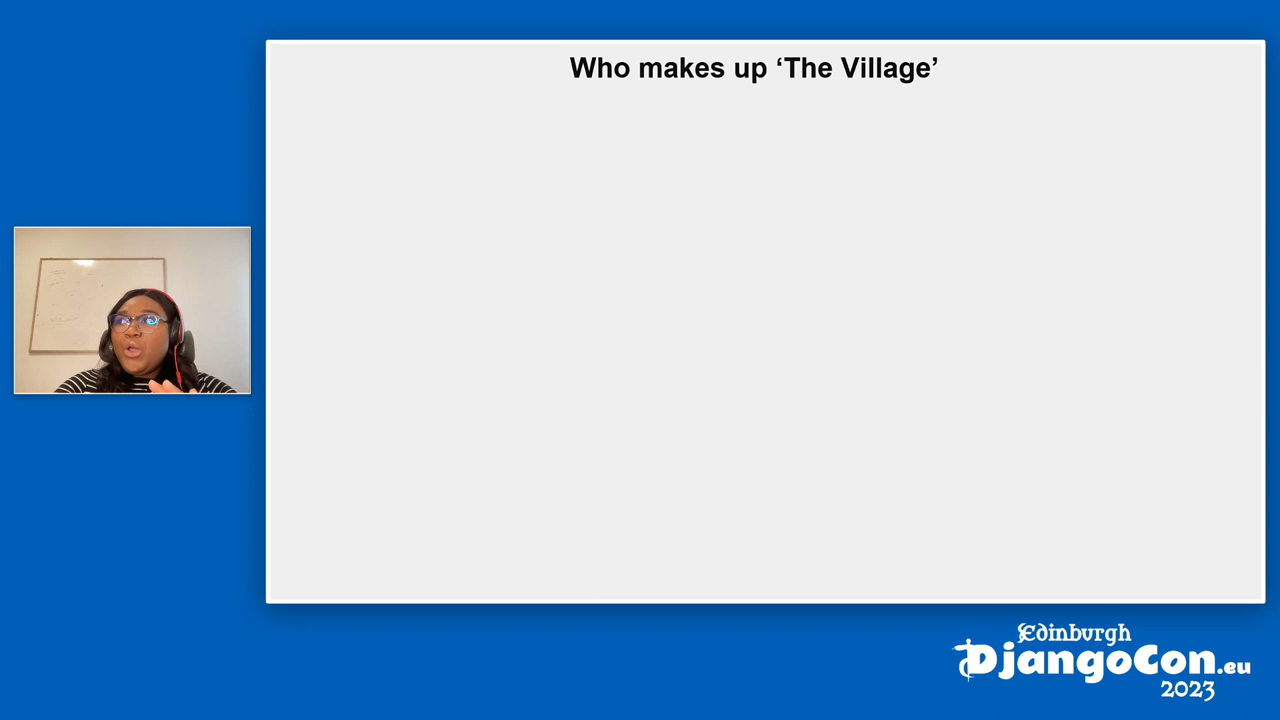 Who makes up ‘The Village’
Edinburgh
DjangoCon.eu
2023